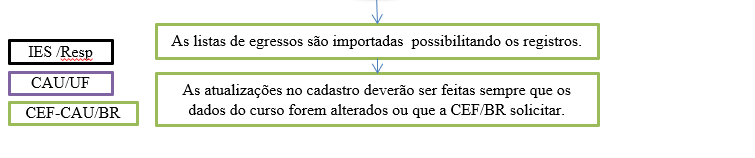 As listas de egressos são importadas  possibilitando os registros.
IES /Resp
CAU/UF
CEF-CAU/BR
As atualizações no cadastro deverão ser feitas sempre que os
dados do curso forem alterados ou que a CEF/BR solicitar.